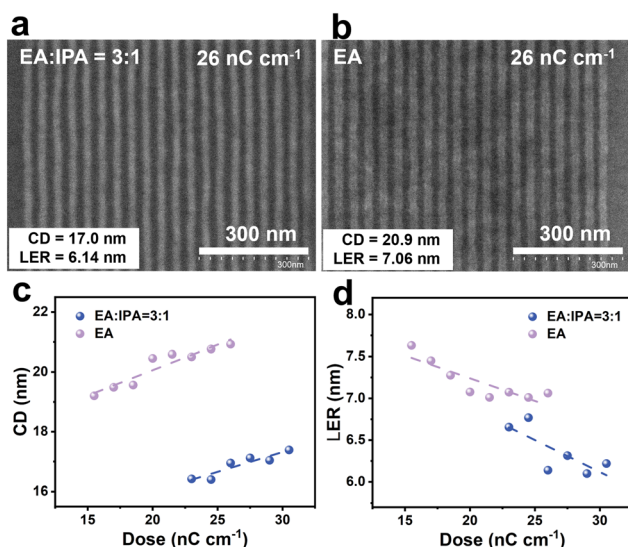 a
EA:IPA = 3:1 26 nC cm⁻¹
CD = 17.0 nm
LER = 6.14 nm
300 nm
300nm
b
EA 26 nC cm⁻¹
CD = 20.9 nm
LER = 7.06 nm
300 nm
300nm
c
EA:IPA=3:1
EA
CD (nm)
22
20
18
16
15 20 25 30
Dose (nC cm⁻¹)
d
EA:IPA=3:1
EA
LER (nm)
8.0
7.5
7.0
6.5
6.0
15 20 25 30
Dose (nC cm⁻¹)